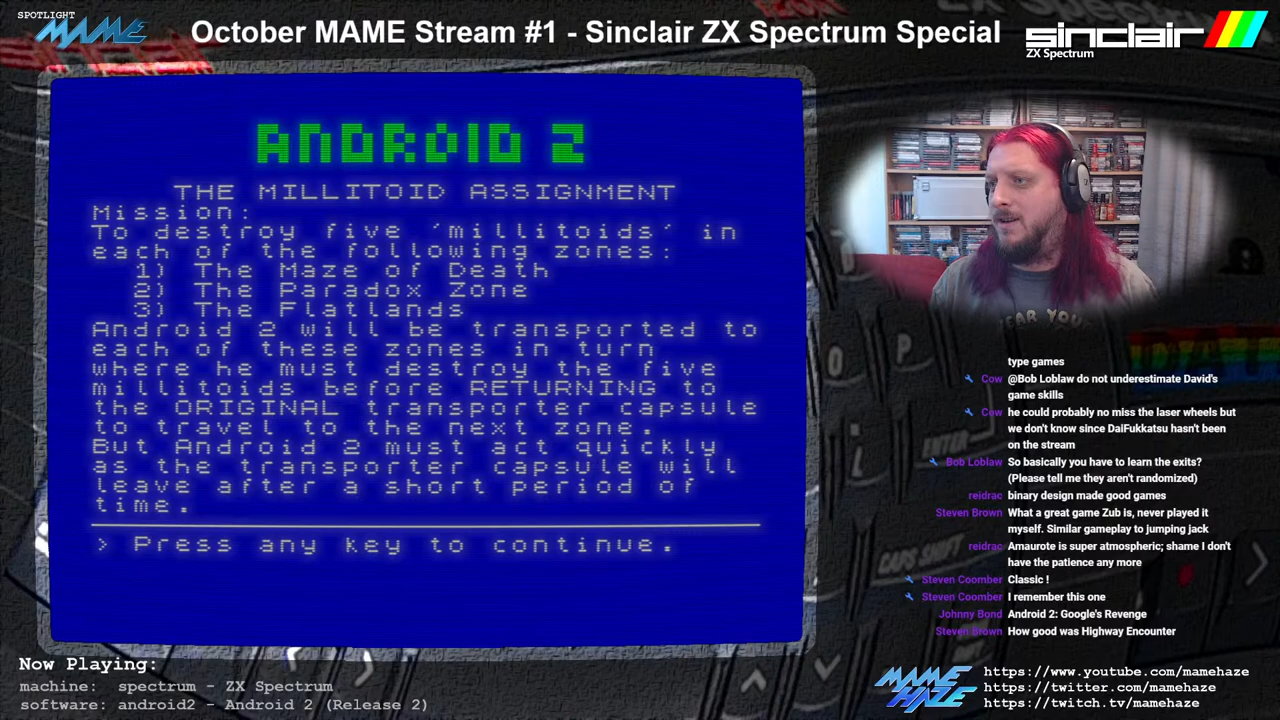 SPOTLIGHT
MAME
October MAME Stream #1 - Sinclair ZX Spectrum Special
sinclair
ZX Spectrum
ANDROID 2
THE MILLITOID ASSIGNMENT
Mission:
To destroy five 'millitoids' in
each of the following zones:
1) The Maze of Death
2) The Paradox Zone
3) The Flatlands
Android 2 will be transported to
each of these zones in turn
where he must destroy the five
millitoids before RETURNING to
the ORIGINAL transporter capsule
to travel to the next zone.
But Android 2 must act quickly
as the transporter capsule will
leave after a short period of
time.
> Press any key to continue.
type games
Cow @Bob Loblaw do not underestimate David's
game skills
Cow he could probably no miss the laser wheels but
we don't know since DaiFukkatsu hasn't been
on the stream
Bob Loblaw So basically you have to learn the exits?
(Please tell me they aren't randomized)
reidrac binary design made good games
Steven Brown What a great game Zub is, never played it
myself. Similar gameplay to jumping jack
reidrac Amaurote is super atmospheric; shame I don't
have the patience any more
Steven Coomber Classic !
Steven Coomber I remember this one
Johnny Bond Android 2: Google's Revenge
Steven Brown How good was Highway Encounter
O P
ENTER
CAPS SHIFT
Now Playing:
machine: spectrum - ZX Spectrum
software: android2 - Android 2 (Release 2)
MAME
HAZE
https://www.youtube.com/mamehaze
https://twitter.com/mamehaze
https://twitch.tv/mamehaze